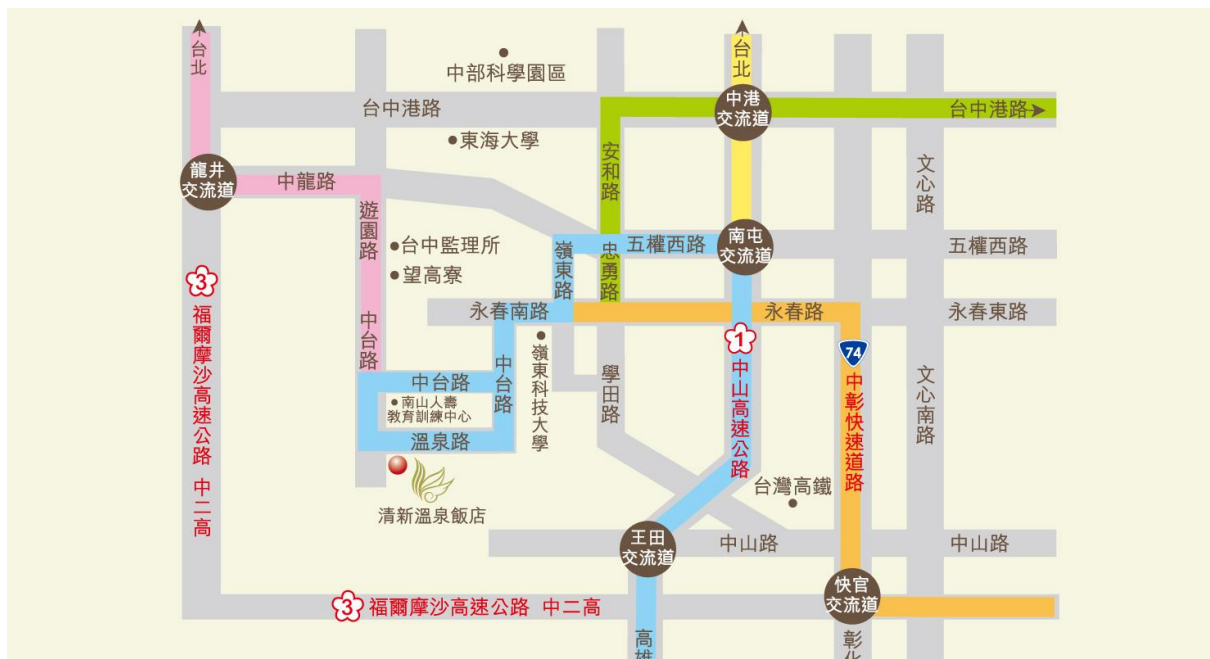 台北
台北
中部科學園區
中港
交流道
台中港路
台中港路
東海大學
安和路
文心路
龍井
交流道
中龍路
遊園路
台中監理所
望高寮
嶺東路
忠勇路
五權西路
南屯
交流道
五權西路
3
福爾摩沙高速公路 中二高
永春南路
永春路
永春東路
1
中山高速公路
74
中彰快速道路
中台路
中台路
中台路
嶺東科技大學
學田路
文心南路
南山人壽
教育訓練中心
溫泉路
清新溫泉飯店
台灣高鐵
王田
交流道
中山路
中山路
快官
交流道
3
福爾摩沙高速公路 中二高
高雄
彰化